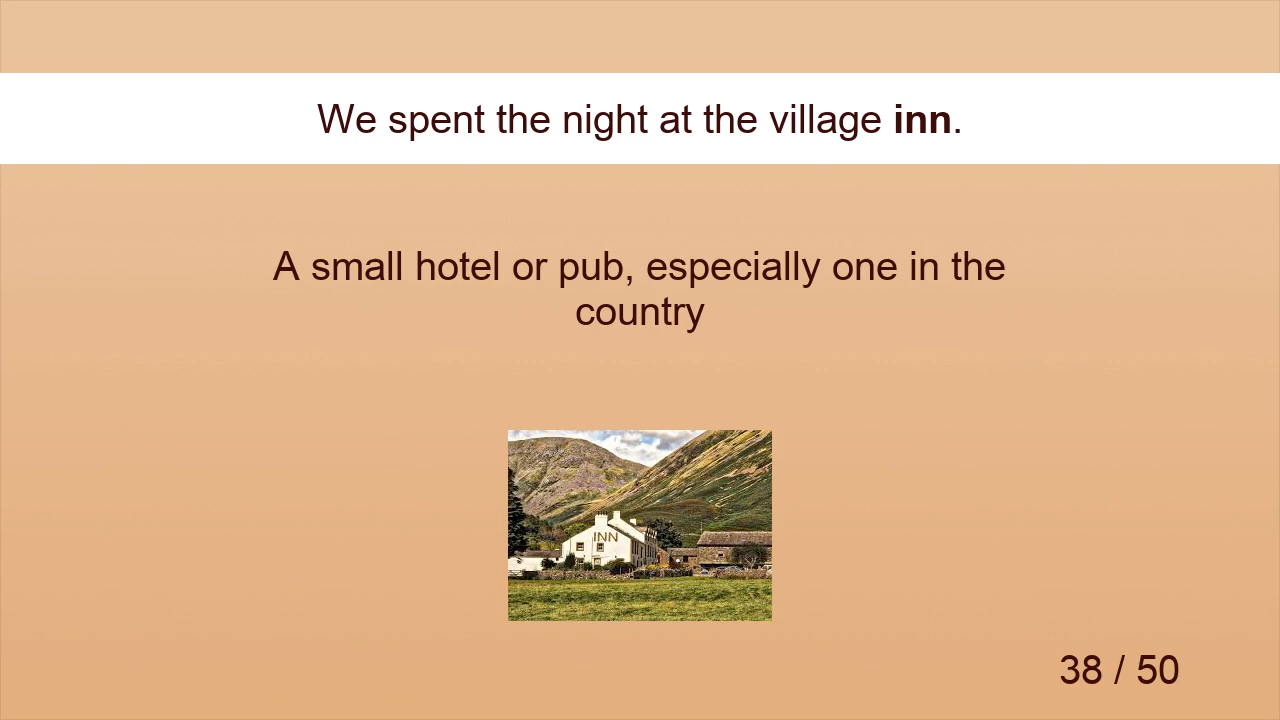 We spent the night at the village inn.
A small hotel or pub, especially one in the
country
INN
38 / 50